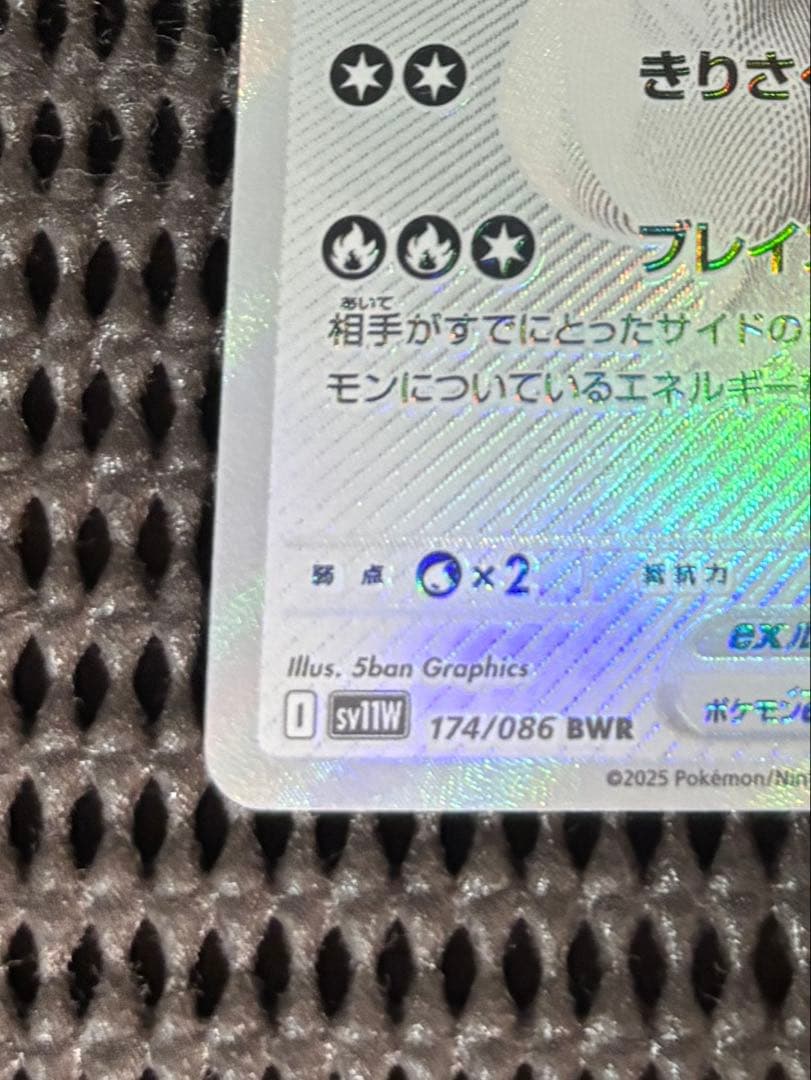 きりさ
ブレイ
あいて
相手がすでにとったサイドの
モンについているエネルギー
弱点 ×2 抵抗力
ex
Illus. 5ban Graphics
I sv11W 174/086 BWR ポケモン
©2025 Pokémon/Nin